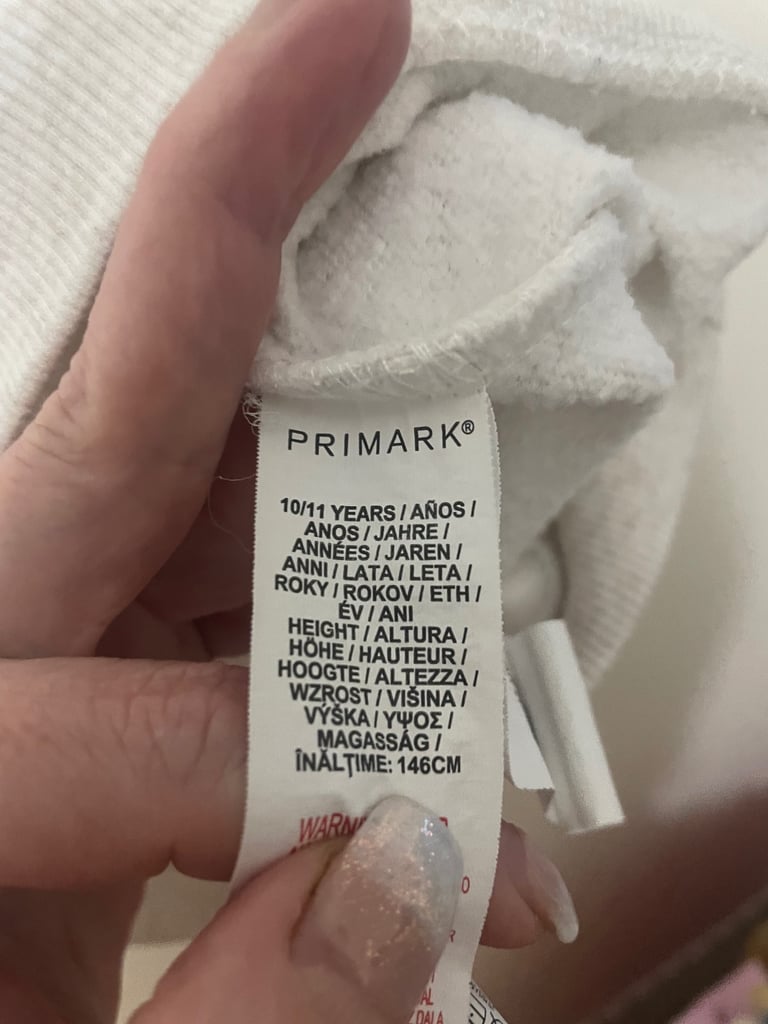 PRIMARK®
10/11 YEARS / AÑOS /
ANOS / JAHRE /
ANNÉES / JAREN /
ANNI / LATA / LETA /
ROKY / ROKOV / ETH /
ÉV / ANI
HEIGHT / ALTURA /
HÖHE / HAUTEUR /
HOOGTE / ALTEZZA /
WZROST / VIŠINA /
VÝŠKA / ΥΨΟΣ /
MAGASSÁG /
ÎNĂLŢIME: 146CM